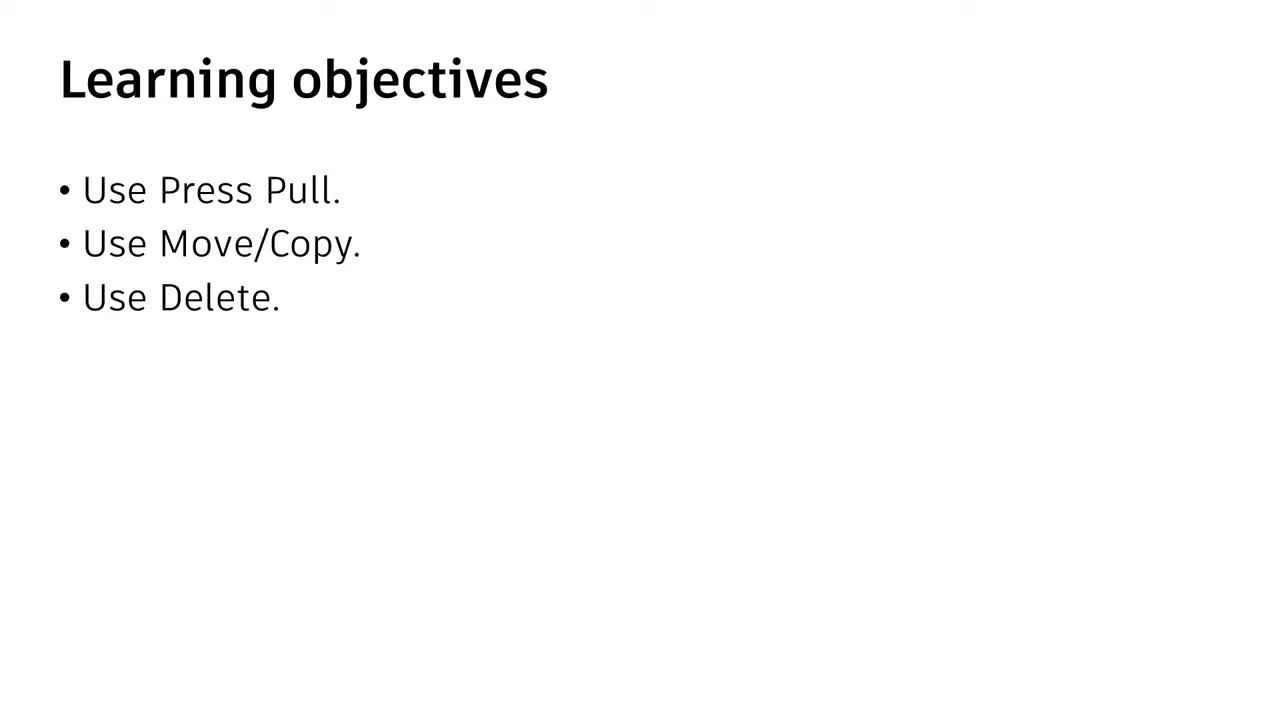 Learning objectives
• Use Press Pull.
• Use Move/Copy.
• Use Delete.